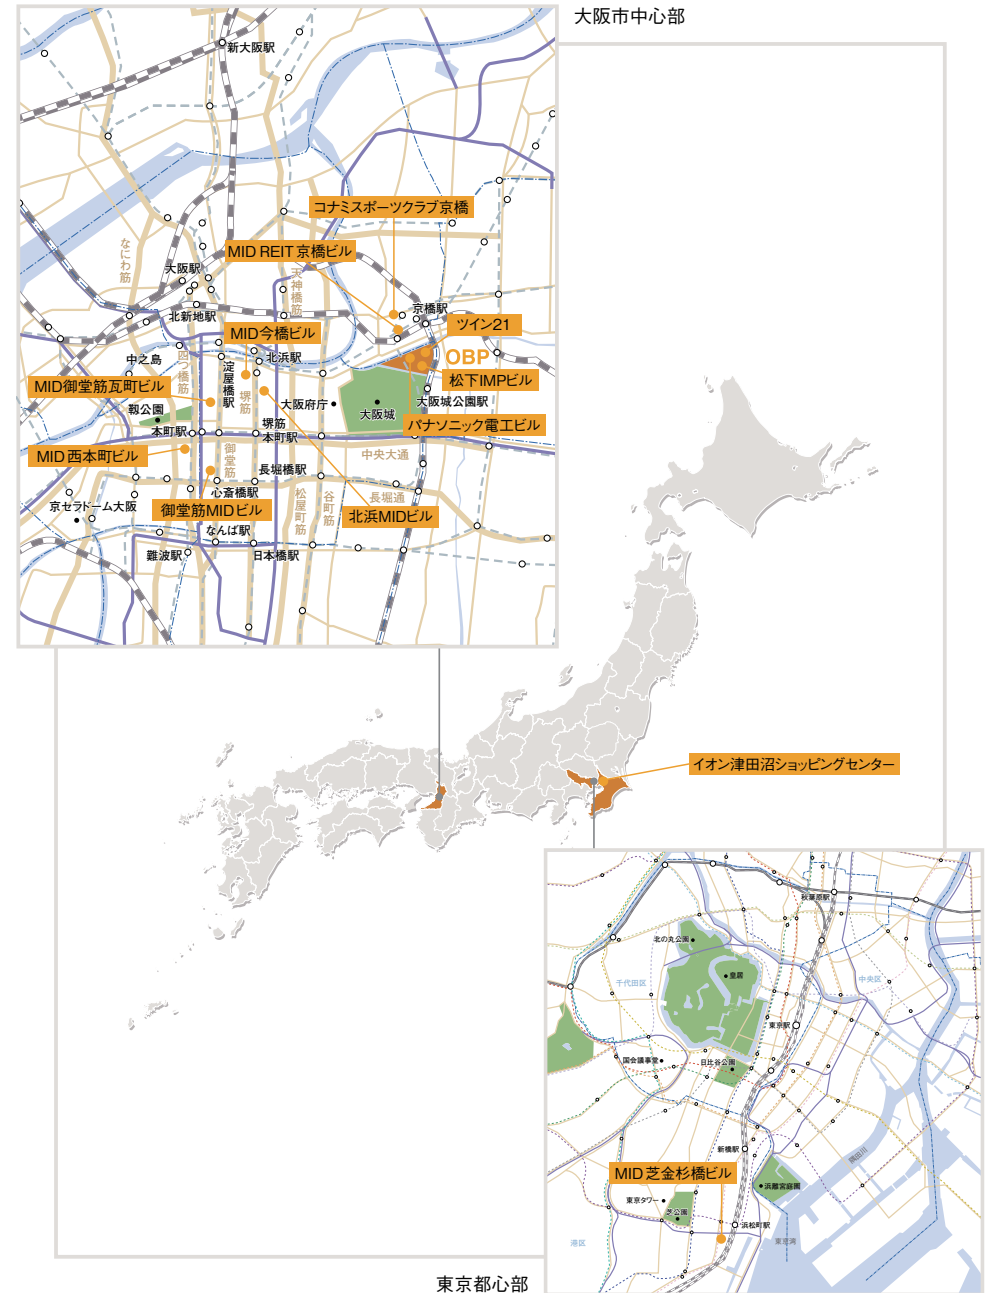 大阪市中心部
新大阪駅
コナミスポーツクラブ京橋
なにわ筋
MID REIT 京橋ビル
大阪駅
天神橋筋
京橋駅
北新地駅
ツイン21
MID今橋ビル
OBP
中之島
四つ橋筋
淀屋橋駅
北浜駅
松下IMPビル
MID御堂筋瓦町ビル
堺筋
大阪府庁
大阪城
大阪城公園駅
靱公園
パナソニック電工ビル
本町駅
堺筋本町駅
御堂筋
中央大通
MID西本町ビル
長堀橋駅
心斎橋駅
松屋町筋
谷町筋
長堀通
京セラドーム大阪
御堂筋MIDビル
北浜MIDビル
なんば駅
難波駅
日本橋駅
イオン津田沼ショッピングセンター
秋葉原駅
北の丸公園
皇居
千代田区
中央区
東京駅
国会議事堂
日比谷公園
新橋駅
隅田川
MID芝金杉橋ビル
浜離宮庭園
東京タワー
芝公園
浜松町駅
港区
東京湾
東京都心部